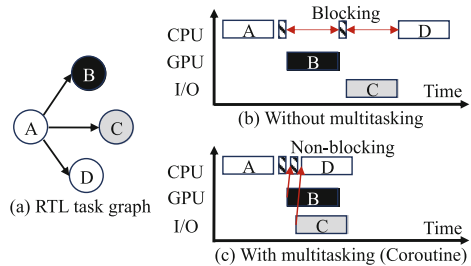 A
B
C
D
(a) RTL task graph
Blocking
CPU
A
D
GPU
B
I/O
C
Time
(b) Without multitasking
Non-blocking
CPU
A
D
GPU
B
I/O
C
Time
(c) With multitasking (Coroutine)